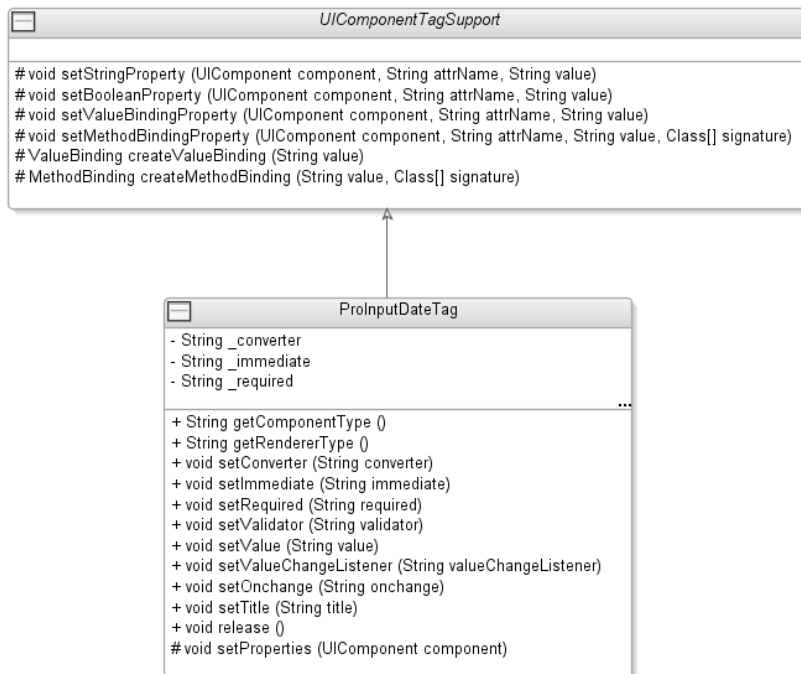 UIComponentTagSupport
# void setStringProperty (UIComponent component, String attrName, String value)
# void setBooleanProperty (UIComponent component, String attrName, String value)
# void setValueBindingProperty (UIComponent component, String attrName, String value)
# void setMethodBindingProperty (UIComponent component, String attrName, String value, Class[] signature)
# ValueBinding createValueBinding (String value)
# MethodBinding createMethodBinding (String value, Class[] signature)
ProInputDateTag
- String _converter
- String _immediate
- String _required
...
+ String getComponentType ()
+ String getRendererType ()
+ void setConverter (String converter)
+ void setImmediate (String immediate)
+ void setRequired (String required)
+ void setValidator (String validator)
+ void setValue (String value)
+ void setValueChangeListener (String valueChangeListener)
+ void setOnchange (String onchange)
+ void setTitle (String title)
+ void release ()
# void setProperties (UIComponent component)